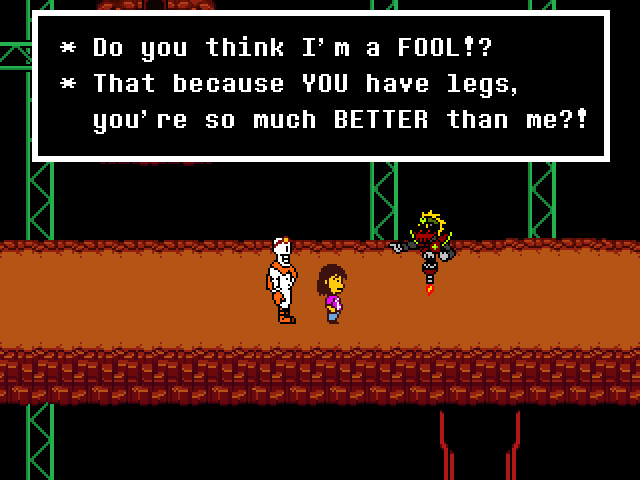 * Do you think I'm a FOOL!?
* That because YOU have legs,
you're so much BETTER than me?!